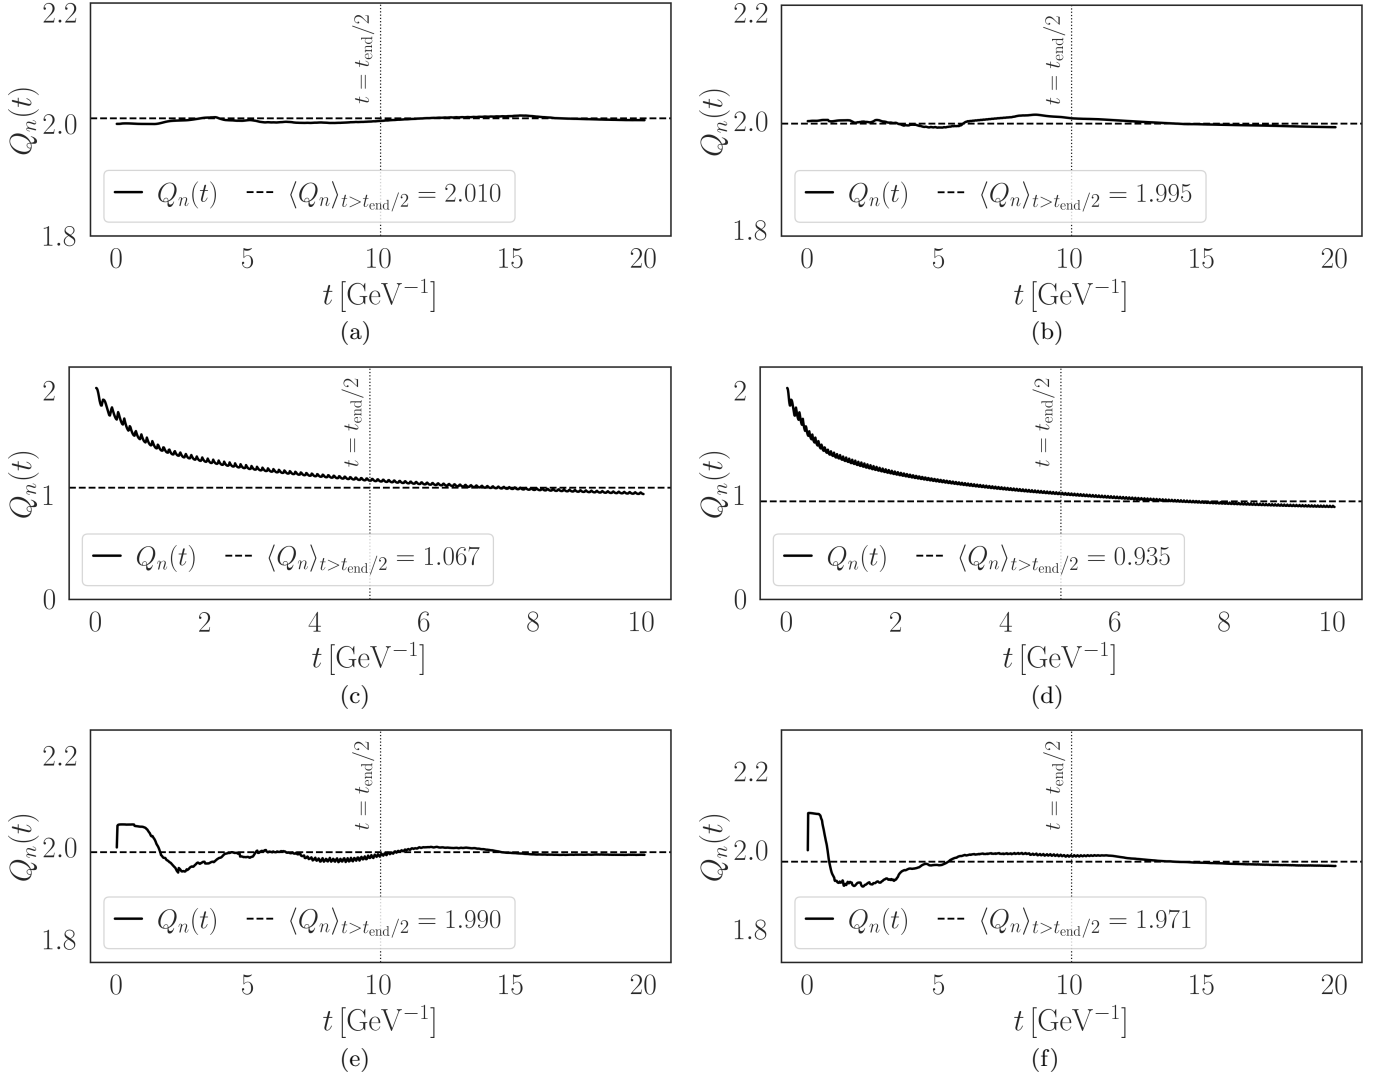 2.2
2.0
1.8
Q_n(t)
t = t_end/2
Q_n(t) ⟨Q_n⟩_{t>t_end/2} = 2.010
0 5 10 15 20
t [GeV⁻¹]
(a)
2.2
2.0
1.8
Q_n(t)
t = t_end/2
Q_n(t) ⟨Q_n⟩_{t>t_end/2} = 1.995
0 5 10 15 20
t [GeV⁻¹]
(b)
2
1
0
Q_n(t)
t = t_end/2
Q_n(t) ⟨Q_n⟩_{t>t_end/2} = 1.067
0 2 4 6 8 10
t [GeV⁻¹]
(c)
2
1
0
Q_n(t)
t = t_end/2
Q_n(t) ⟨Q_n⟩_{t>t_end/2} = 0.935
0 2 4 6 8 10
t [GeV⁻¹]
(d)
2.2
2.0
1.8
Q_n(t)
t = t_end/2
Q_n(t) ⟨Q_n⟩_{t>t_end/2} = 1.990
0 5 10 15 20
t [GeV⁻¹]
(e)
2.2
2.0
1.8
Q_n(t)
t = t_end/2
Q_n(t) ⟨Q_n⟩_{t>t_end/2} = 1.971
0 5 10 15 20
t [GeV⁻¹]
(f)